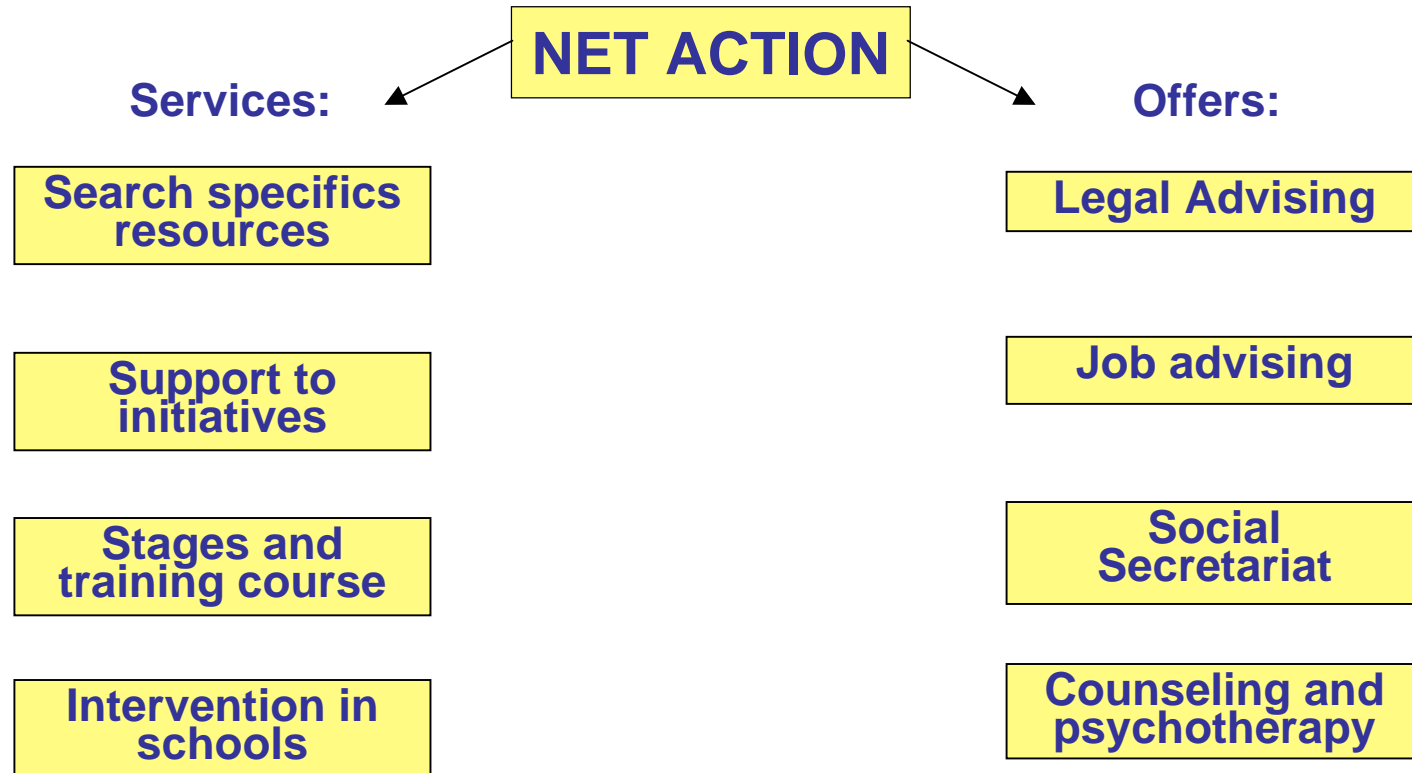 NET ACTION
Services:
Search specifics
resources
Support to
initiatives
Stages and
training course
Intervention in
schools
Offers:
Legal Advising
Job advising
Social
Secretariat
Counseling and
psychotherapy